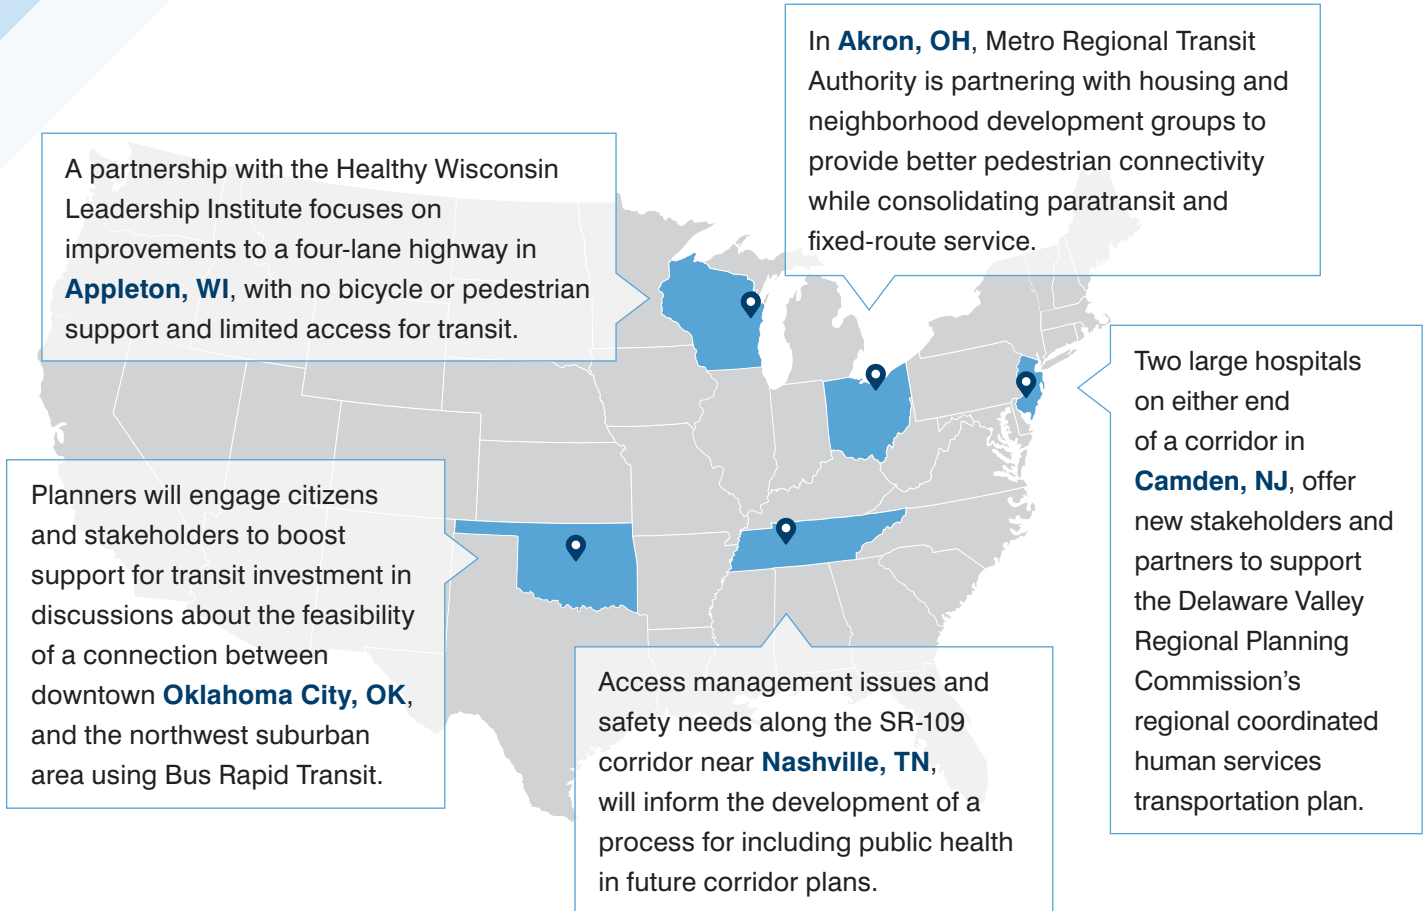 In Akron, OH, Metro Regional Transit
Authority is partnering with housing and
neighborhood development groups to
provide better pedestrian connectivity
while consolidating paratransit and
fixed-route service.
A partnership with the Healthy Wisconsin
Leadership Institute focuses on
improvements to a four-lane highway in
Appleton, WI, with no bicycle or pedestrian
support and limited access for transit.
Two large hospitals
on either end
of a corridor in
Camden, NJ, offer
new stakeholders and
partners to support
the Delaware Valley
Regional Planning
Commission’s
regional coordinated
human services
transportation plan.
Planners will engage citizens
and stakeholders to boost
support for transit investment in
discussions about the feasibility
of a connection between
downtown Oklahoma City, OK,
and the northwest suburban
area using Bus Rapid Transit.
Access management issues and
safety needs along the SR-109
corridor near Nashville, TN,
will inform the development of a
process for including public health
in future corridor plans.